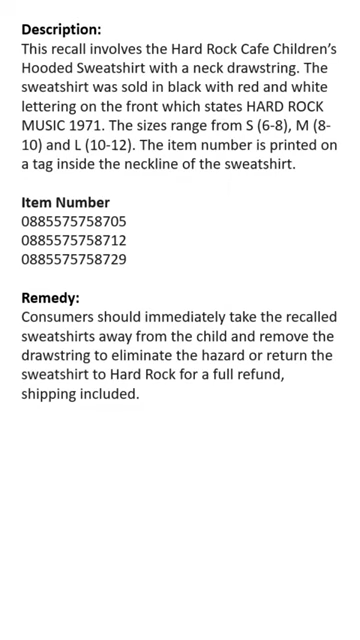 Description:
This recall involves the Hard Rock Cafe Children's
Hooded Sweatshirt with a neck drawstring. The
sweatshirt was sold in black with red and white
lettering on the front which states HARD ROCK
MUSIC 1971. The sizes range from S (6-8), M (8-
10) and L (10-12). The item number is printed on
a tag inside the neckline of the sweatshirt.
Item Number
0885575758705
0885575758712
0885575758729
Remedy:
Consumers should immediately take the recalled
sweatshirts away from the child and remove the
drawstring to eliminate the hazard or return the
sweatshirt to Hard Rock for a full refund,
shipping included.